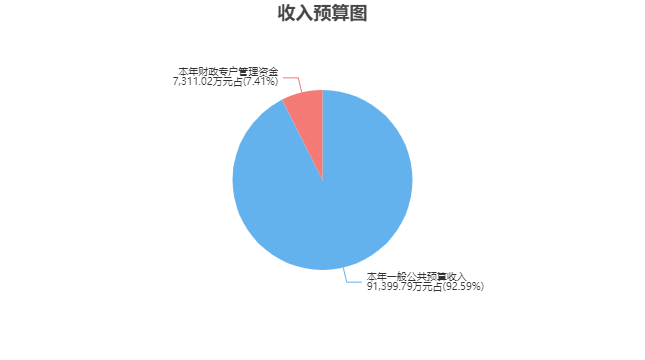 收入预算图
本年财政专户管理资金
7,311.02万元占(7.41%)
本年一般公共预算收入
91,399.79万元占(92.59%)